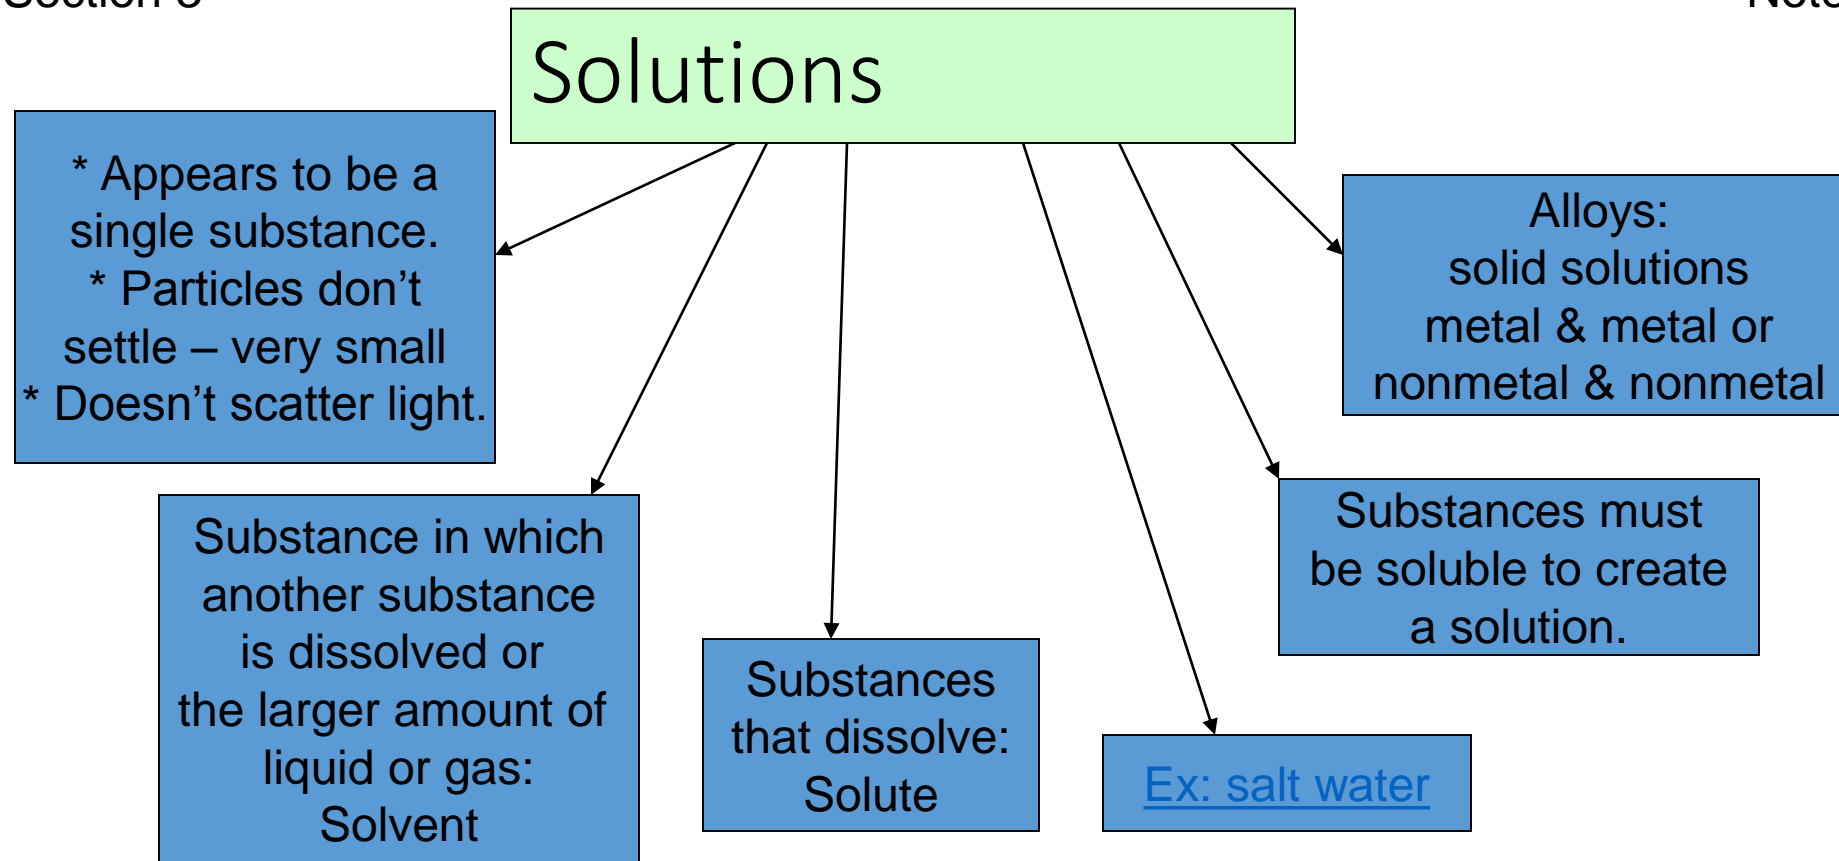 Solutions
* Appears to be a
single substance.
* Particles don’t
settle – very small
* Doesn’t scatter light.
Alloys:
solid solutions
metal & metal or
nonmetal & nonmetal
Substance in which
another substance
is dissolved or
the larger amount of
liquid or gas:
Solvent
Substances
that dissolve:
Solute
Ex: salt water
Substances must
be soluble to create
a solution.